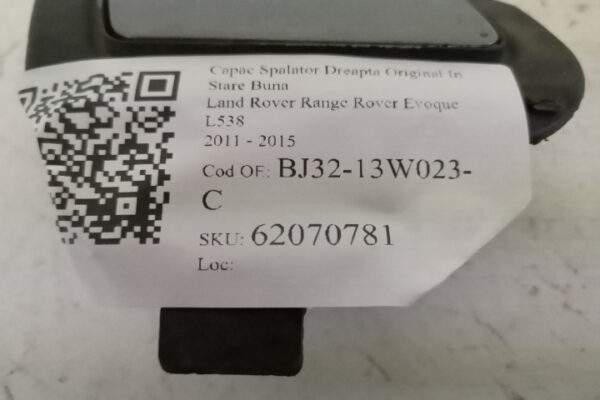 Capac Spalator Dreapta Original In
Stare Buna
Land Rover Range Rover Evoque
L538
2011 - 2015
Cod OE: BJ32-13W023-
C
SKU: 62070781
Loc: